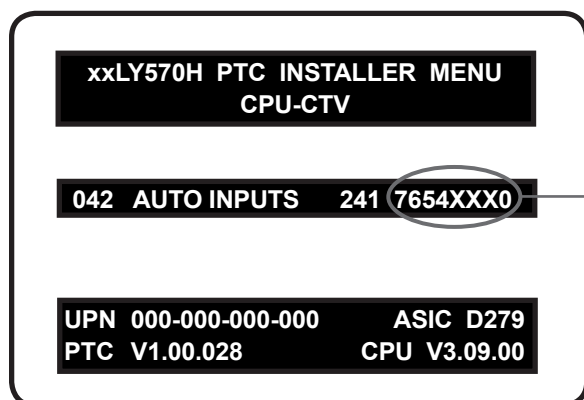 xxLY570H PTC INSTALLER MENU
CPU-CTV
042 AUTO INPUTS 241 7654XXX0
UPN 000-000-000-000 ASIC D279
PTC V1.00.028 CPU V3.09.00